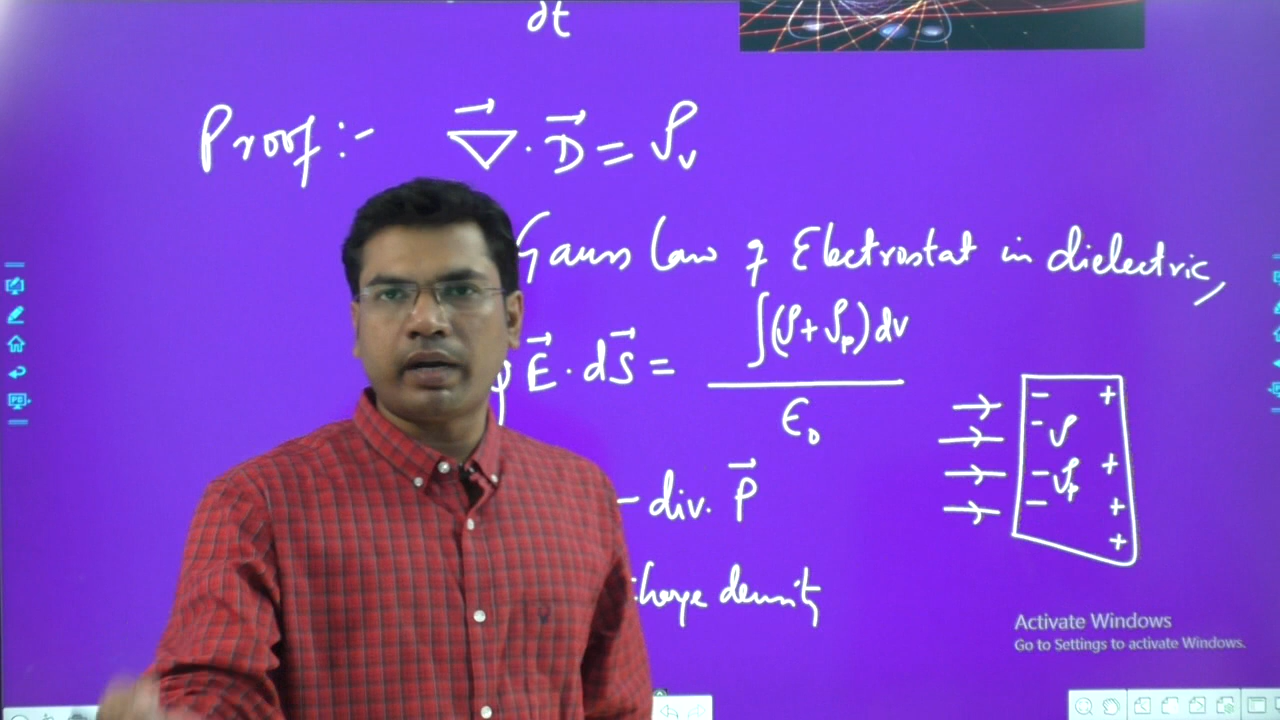 ∂t
Proof:- ∇⃗ · D⃗ = ρv
Gauss law of Electrostat in dielectric,
∮ E⃗ · dS⃗ = ∫(ρ+ρp)dv / ε0
- + - ρ - ρp + - + +
- div. P⃗
charge density
Activate Windows
Go to Settings to activate Windows.